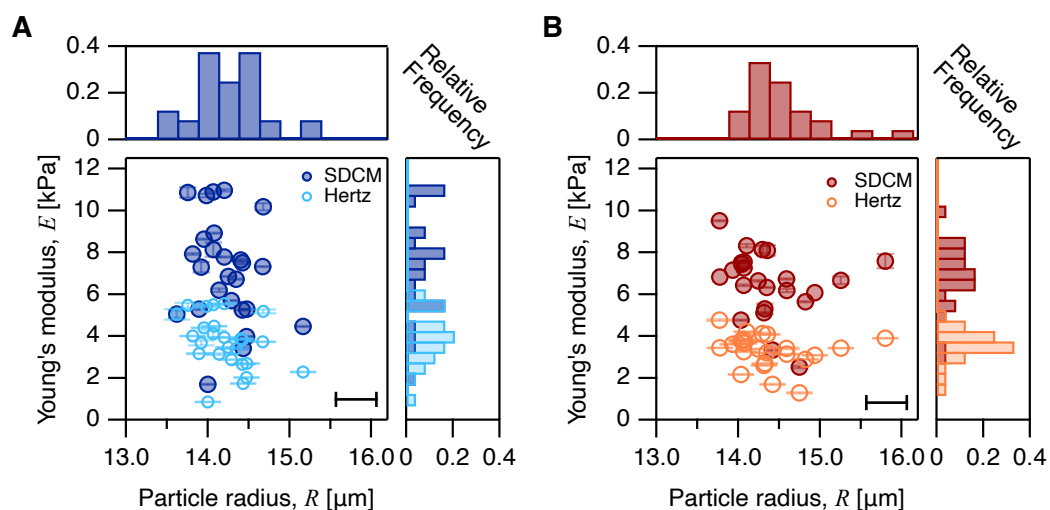 A
0.4
0.2
0
Relative
Frequency
12
10
8
6
4
2
0
Young's modulus, E [kPa]
SDCM
Hertz
13.0
14.0
15.0
16.0
0
0.2
0.4
Particle radius, R [µm]
B
0.4
0.2
0
Relative
Frequency
12
10
8
6
4
2
0
Young's modulus, E [kPa]
SDCM
Hertz
13.0
14.0
15.0
16.0
0
0.2
0.4
Particle radius, R [µm]